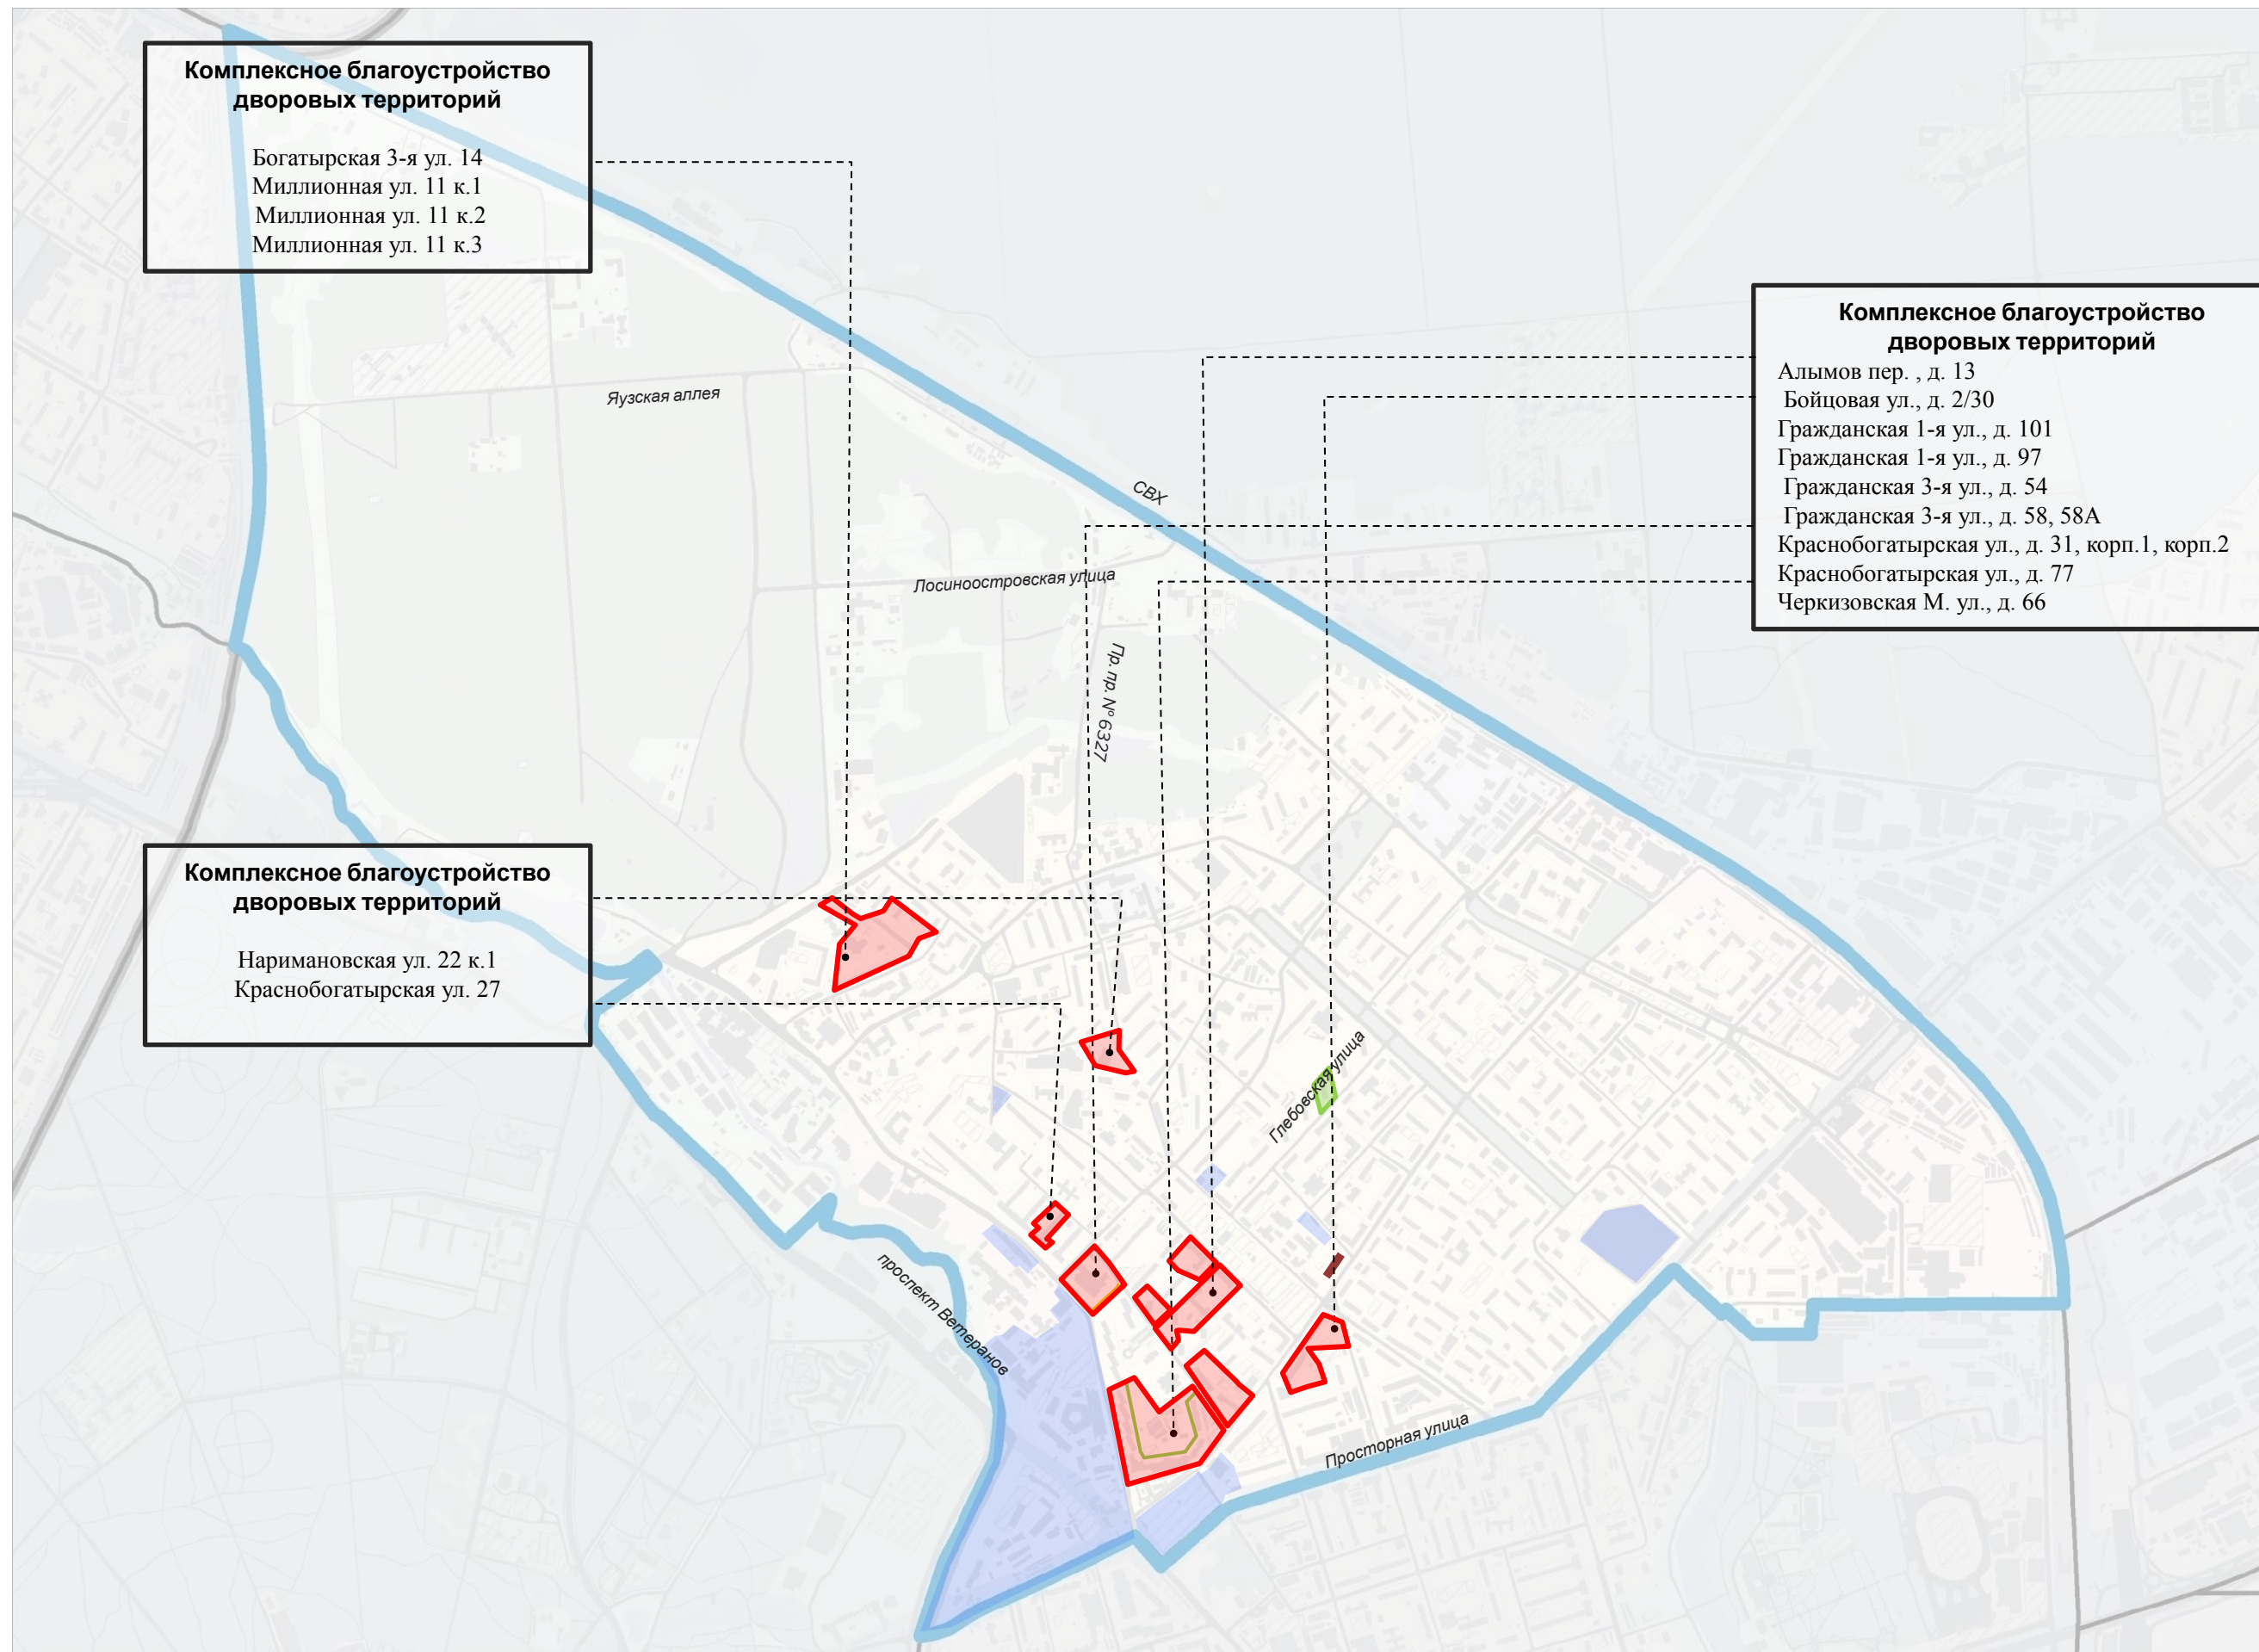 Комплексное благоустройство
дворовых территорий
Богатырская 3-я ул. 14
Миллионная ул. 11 к.1
Миллионная ул. 11 к.2
Миллионная ул. 11 к.3
Комплексное благоустройство
дворовых территорий
Алымов пер. , д. 13
Бойцовая ул., д. 2/30
Гражданская 1-я ул., д. 101
Гражданская 1-я ул., д. 97
Гражданская 3-я ул., д. 54
Гражданская 3-я ул., д. 58, 58А
Краснобогатырская ул., д. 31, корп.1, корп.2
Краснобогатырская ул., д. 77
Черкизовская М. ул., д. 66
Яузская аллея
СВХ
Лосиноостровская улица
Пр.пр. № 6327
Комплексное благоустройство
дворовых территорий
Наримановская ул. 22 к.1
Краснобогатырская ул. 27
Глебовская улица
проспект Ветеранов
Просторная улица